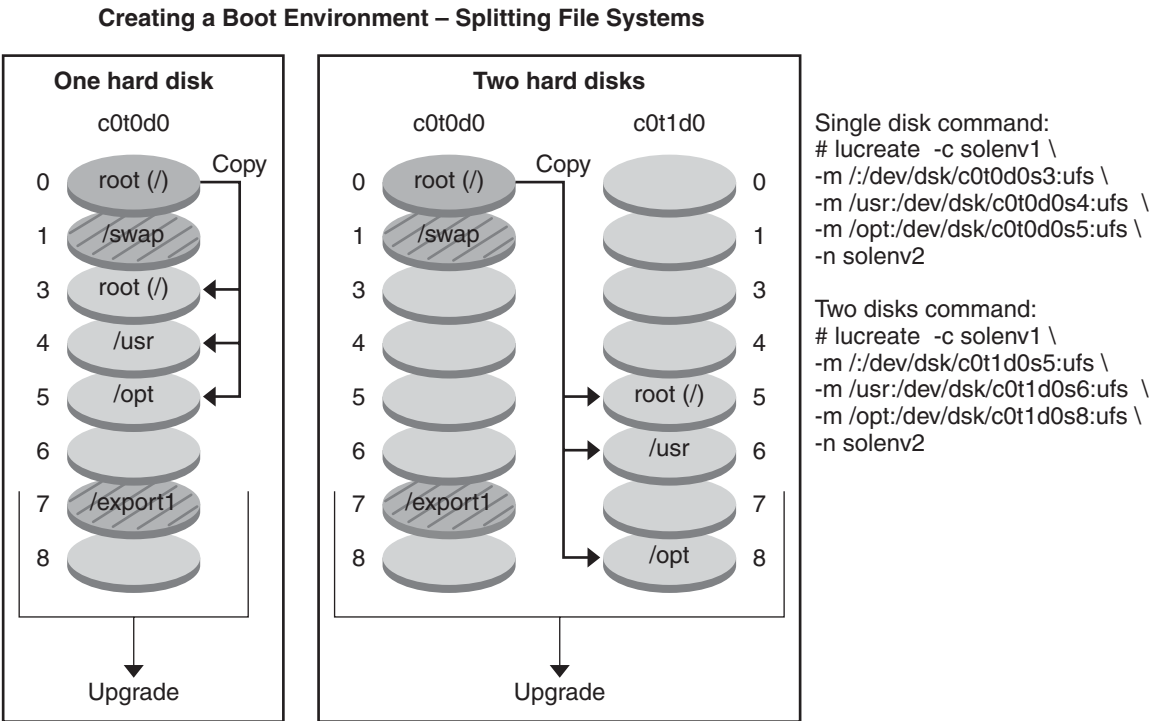 Creating a Boot Environment – Splitting File Systems
One hard disk
c0t0d0
Copy
0 root (/)
1 /swap
3 root (/)
4 /usr
5 /opt
6
7 /export1
8
Upgrade
Two hard disks
c0t0d0 c0t1d0
Copy
0 root (/) 0
1 /swap 1
3 3
4 4
5 root (/) 5
6 /usr 6
7 /export1 7
8 /opt 8
Upgrade
Single disk command:
# lucreate -c solenv1 \
-m /:/dev/dsk/c0t0d0s3:ufs \
-m /usr:/dev/dsk/c0t0d0s4:ufs \
-m /opt:/dev/dsk/c0t0d0s5:ufs \
-n solenv2
Two disks command:
# lucreate -c solenv1 \
-m /:/dev/dsk/c0t1d0s5:ufs \
-m /usr:/dev/dsk/c0t1d0s6:ufs \
-m /opt:/dev/dsk/c0t1d0s8:ufs \
-n solenv2